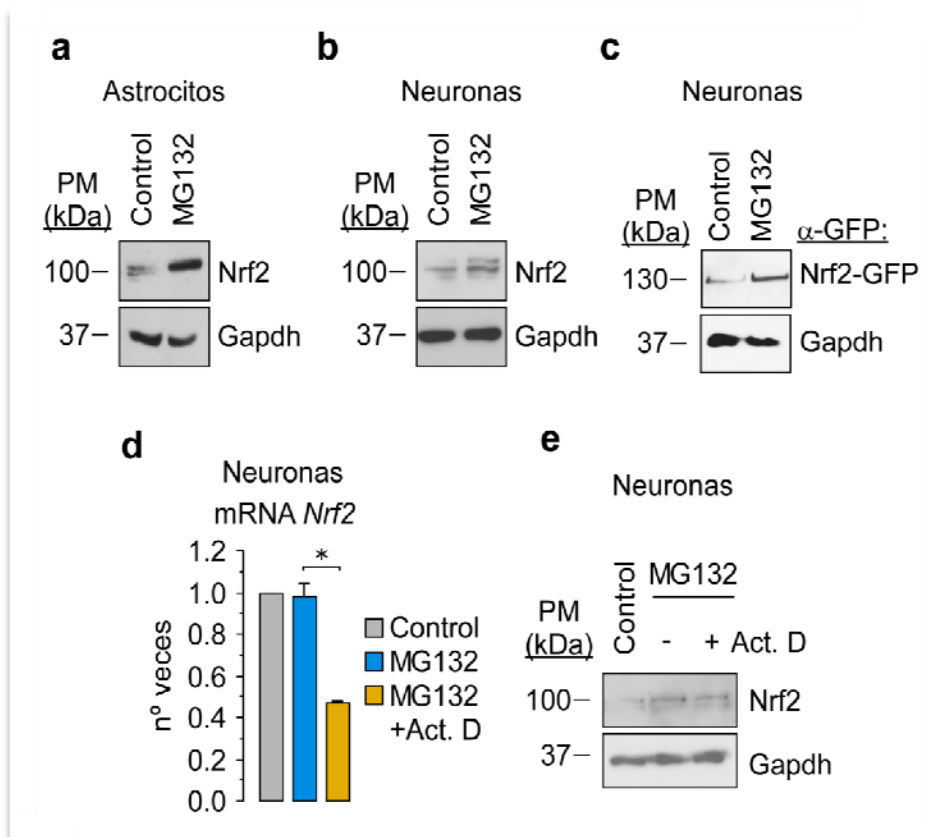 a
Astrocitos
PM
(kDa)
Control
MG132
100
Nrf2
37
Gapdh
b
Neuronas
PM
(kDa)
Control
MG132
100
Nrf2
37
Gapdh
c
Neuronas
PM
(kDa)
Control
MG132
α-GFP:
130
Nrf2-GFP
37
Gapdh
d
Neuronas
mRNA Nrf2
nº veces
1.2
1.0
0.8
0.6
0.4
0.2
0.0
*
Control
MG132
MG132
+Act. D
e
Neuronas
PM
(kDa)
Control
MG132
- + Act. D
100
Nrf2
37
Gapdh